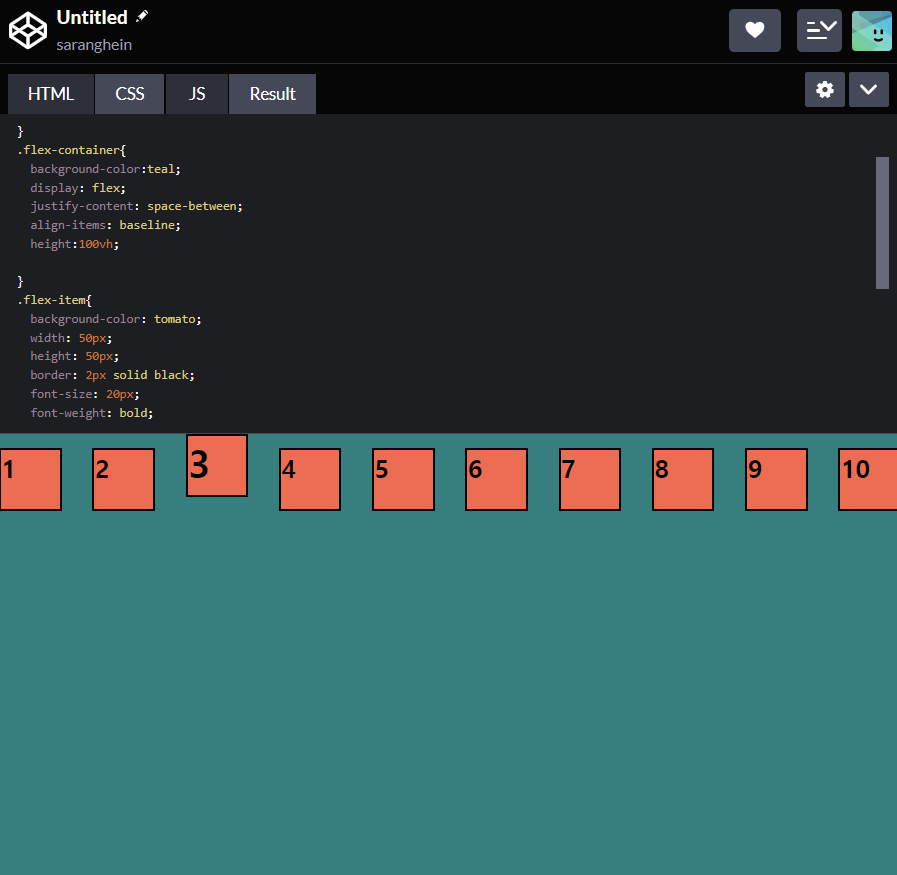 Untitled
saranghein
HTML CSS JS Result
}
.flex-container{
background-color:teal;
display: flex;
justify-content: space-between;
align-items: baseline;
height:100vh;
}
.flex-item{
background-color: tomato;
width: 50px;
height: 50px;
border: 2px solid black;
font-size: 20px;
font-weight: bold;
1 2 3 4 5 6 7 8 9 10